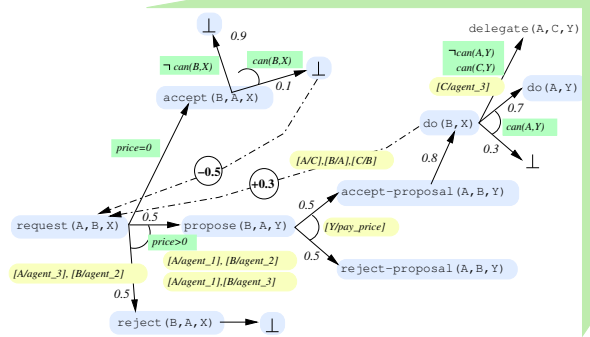 ⊥
0.9
delegate(A,C,Y)
¬ can(B,X)
can(B,X)
⊥
¬can(A,Y)
can(C,Y)
0.1
[C/agent_3]
do(A,Y)
accept(B,A,X)
0.7
do(B,X)
can(A,Y)
price=0
0.3
[A/C],[B/A],[C/B]
⊥
−0.5
0.8
+0.3
accept-proposal(A,B,Y)
0.5
0.5
request(A,B,X)
propose(B,A,Y)
[Y/pay_price]
price>0
0.5
[A/agent_3], [B/agent_2]
[A/agent_1], [B/agent_2]
reject-proposal(A,B,Y)
[A/agent_1],[B/agent_3]
0.5
reject(B,A,X)
⊥